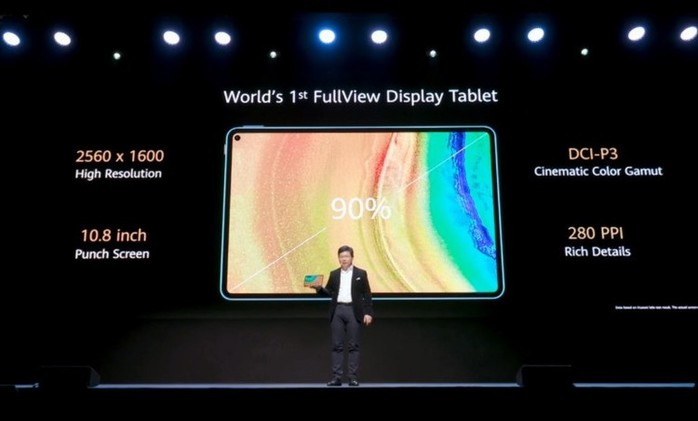 World's 1st FullView Display Tablet
2560 x 1600
High Resolution
10.8 inch
Punch Screen
90%
DCI-P3
Cinematic Color Gamut
280 PPI
Rich Details